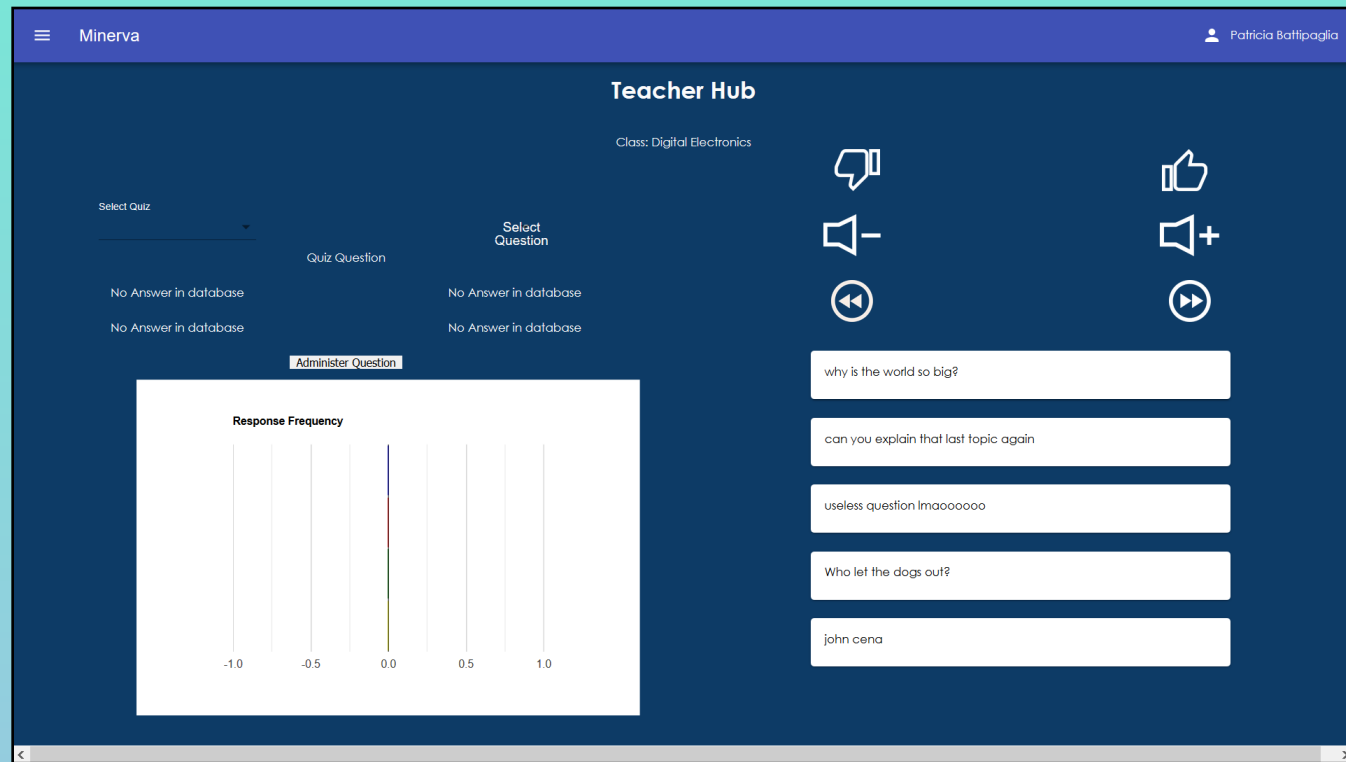 Minerva
Patricia Battipaglia
Teacher Hub
Class: Digital Electronics
Select Quiz
Select
Question
Quiz Question
No Answer in database
No Answer in database
No Answer in database
No Answer in database
Administer Question
Response Frequency
-1.0 -0.5 0.0 0.5 1.0
why is the world so big?
can you explain that last topic again
useless question lmaoooooo
Who let the dogs out?
john cena